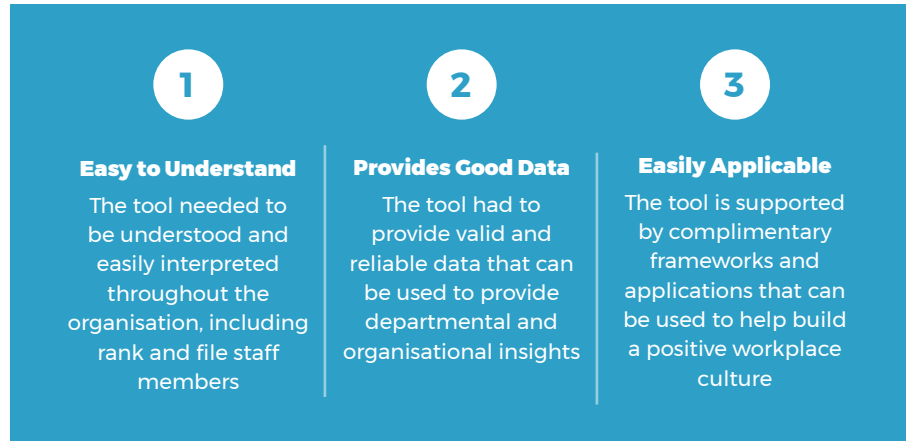 1
Easy to Understand
The tool needed to
be understood and
easily interpreted
throughout the
organisation, including
rank and file staff
members
2
Provides Good Data
The tool had to
provide valid and
reliable data that can
be used to provide
departmental and
organisational insights
3
Easily Applicable
The tool is supported
by complimentary
frameworks and
applications that can
be used to help build
a positive workplace
culture